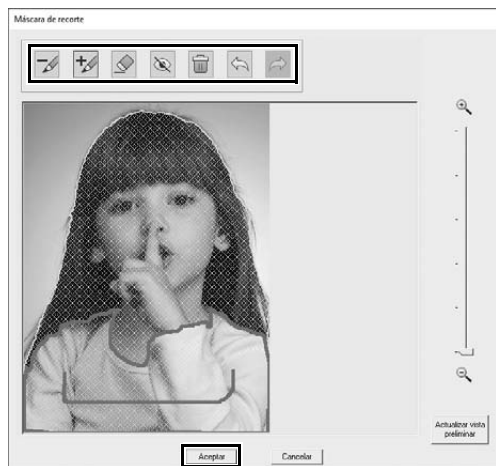 Máscara de recorte
Actualizar vista
preliminar
Aceptar
Cancelar